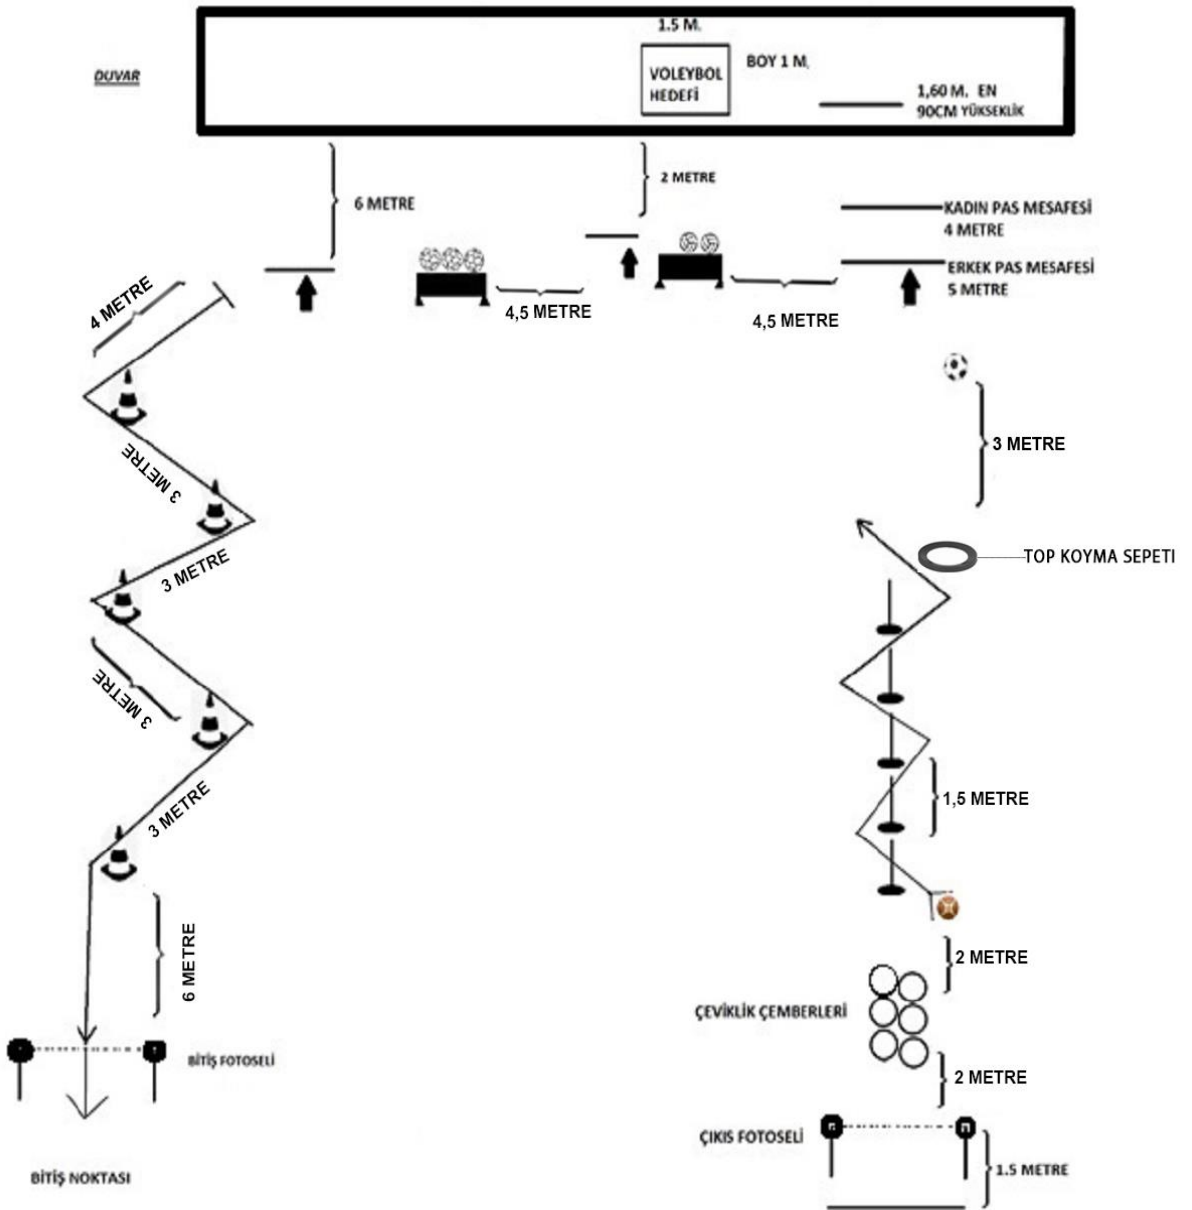 1.5 M.
DUVAR
VOLEYBOL
HEDEFİ
BOY 1 M.
1,60 M. EN
90CM YÜKSEKLİK
6 METRE
2 METRE
KADIN PAS MESAFESİ
4 METRE
ERKEK PAS MESAFESİ
5 METRE
4 METRE
4,5 METRE
4,5 METRE
3 METRE
3 METRE
3 METRE
TOP KOYMA SEPETI
3 METRE
3 METRE
1,5 METRE
6 METRE
2 METRE
ÇEVİKLİK ÇEMBERLERİ
BİTİŞ FOTOSELİ
2 METRE
ÇIKIS FOTOSELİ
1.5 METRE
BİTİŞ NOKTASI